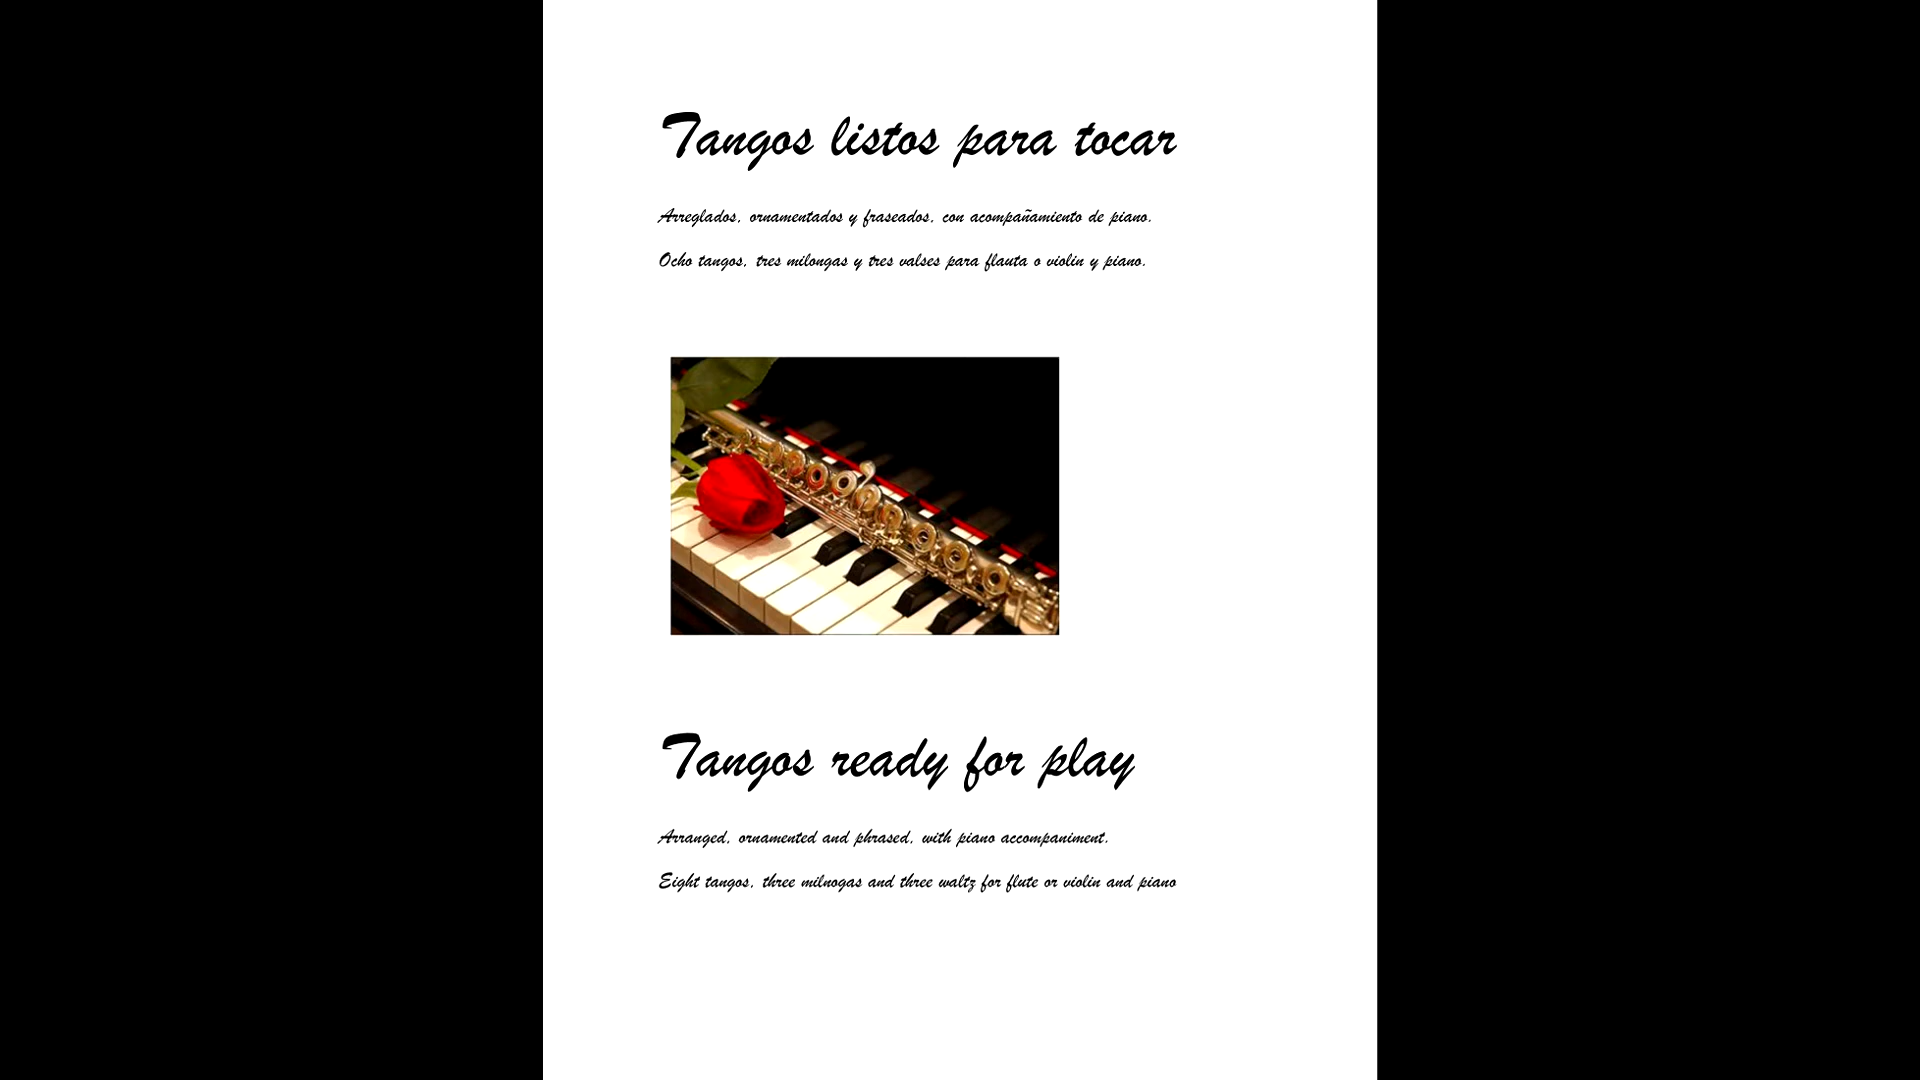 Tangos listos para tocar
Arreglados, ornamentados y fraseados, con acompañamiento de piano.
Ocho tangos, tres milongas y tres valses para flauta o violin y piano.
Tangos ready for play
Arranged, ornamented and phrased, with piano accompaniment.
Eight tangos, three milnogas and three waltz for flute or violin and piano